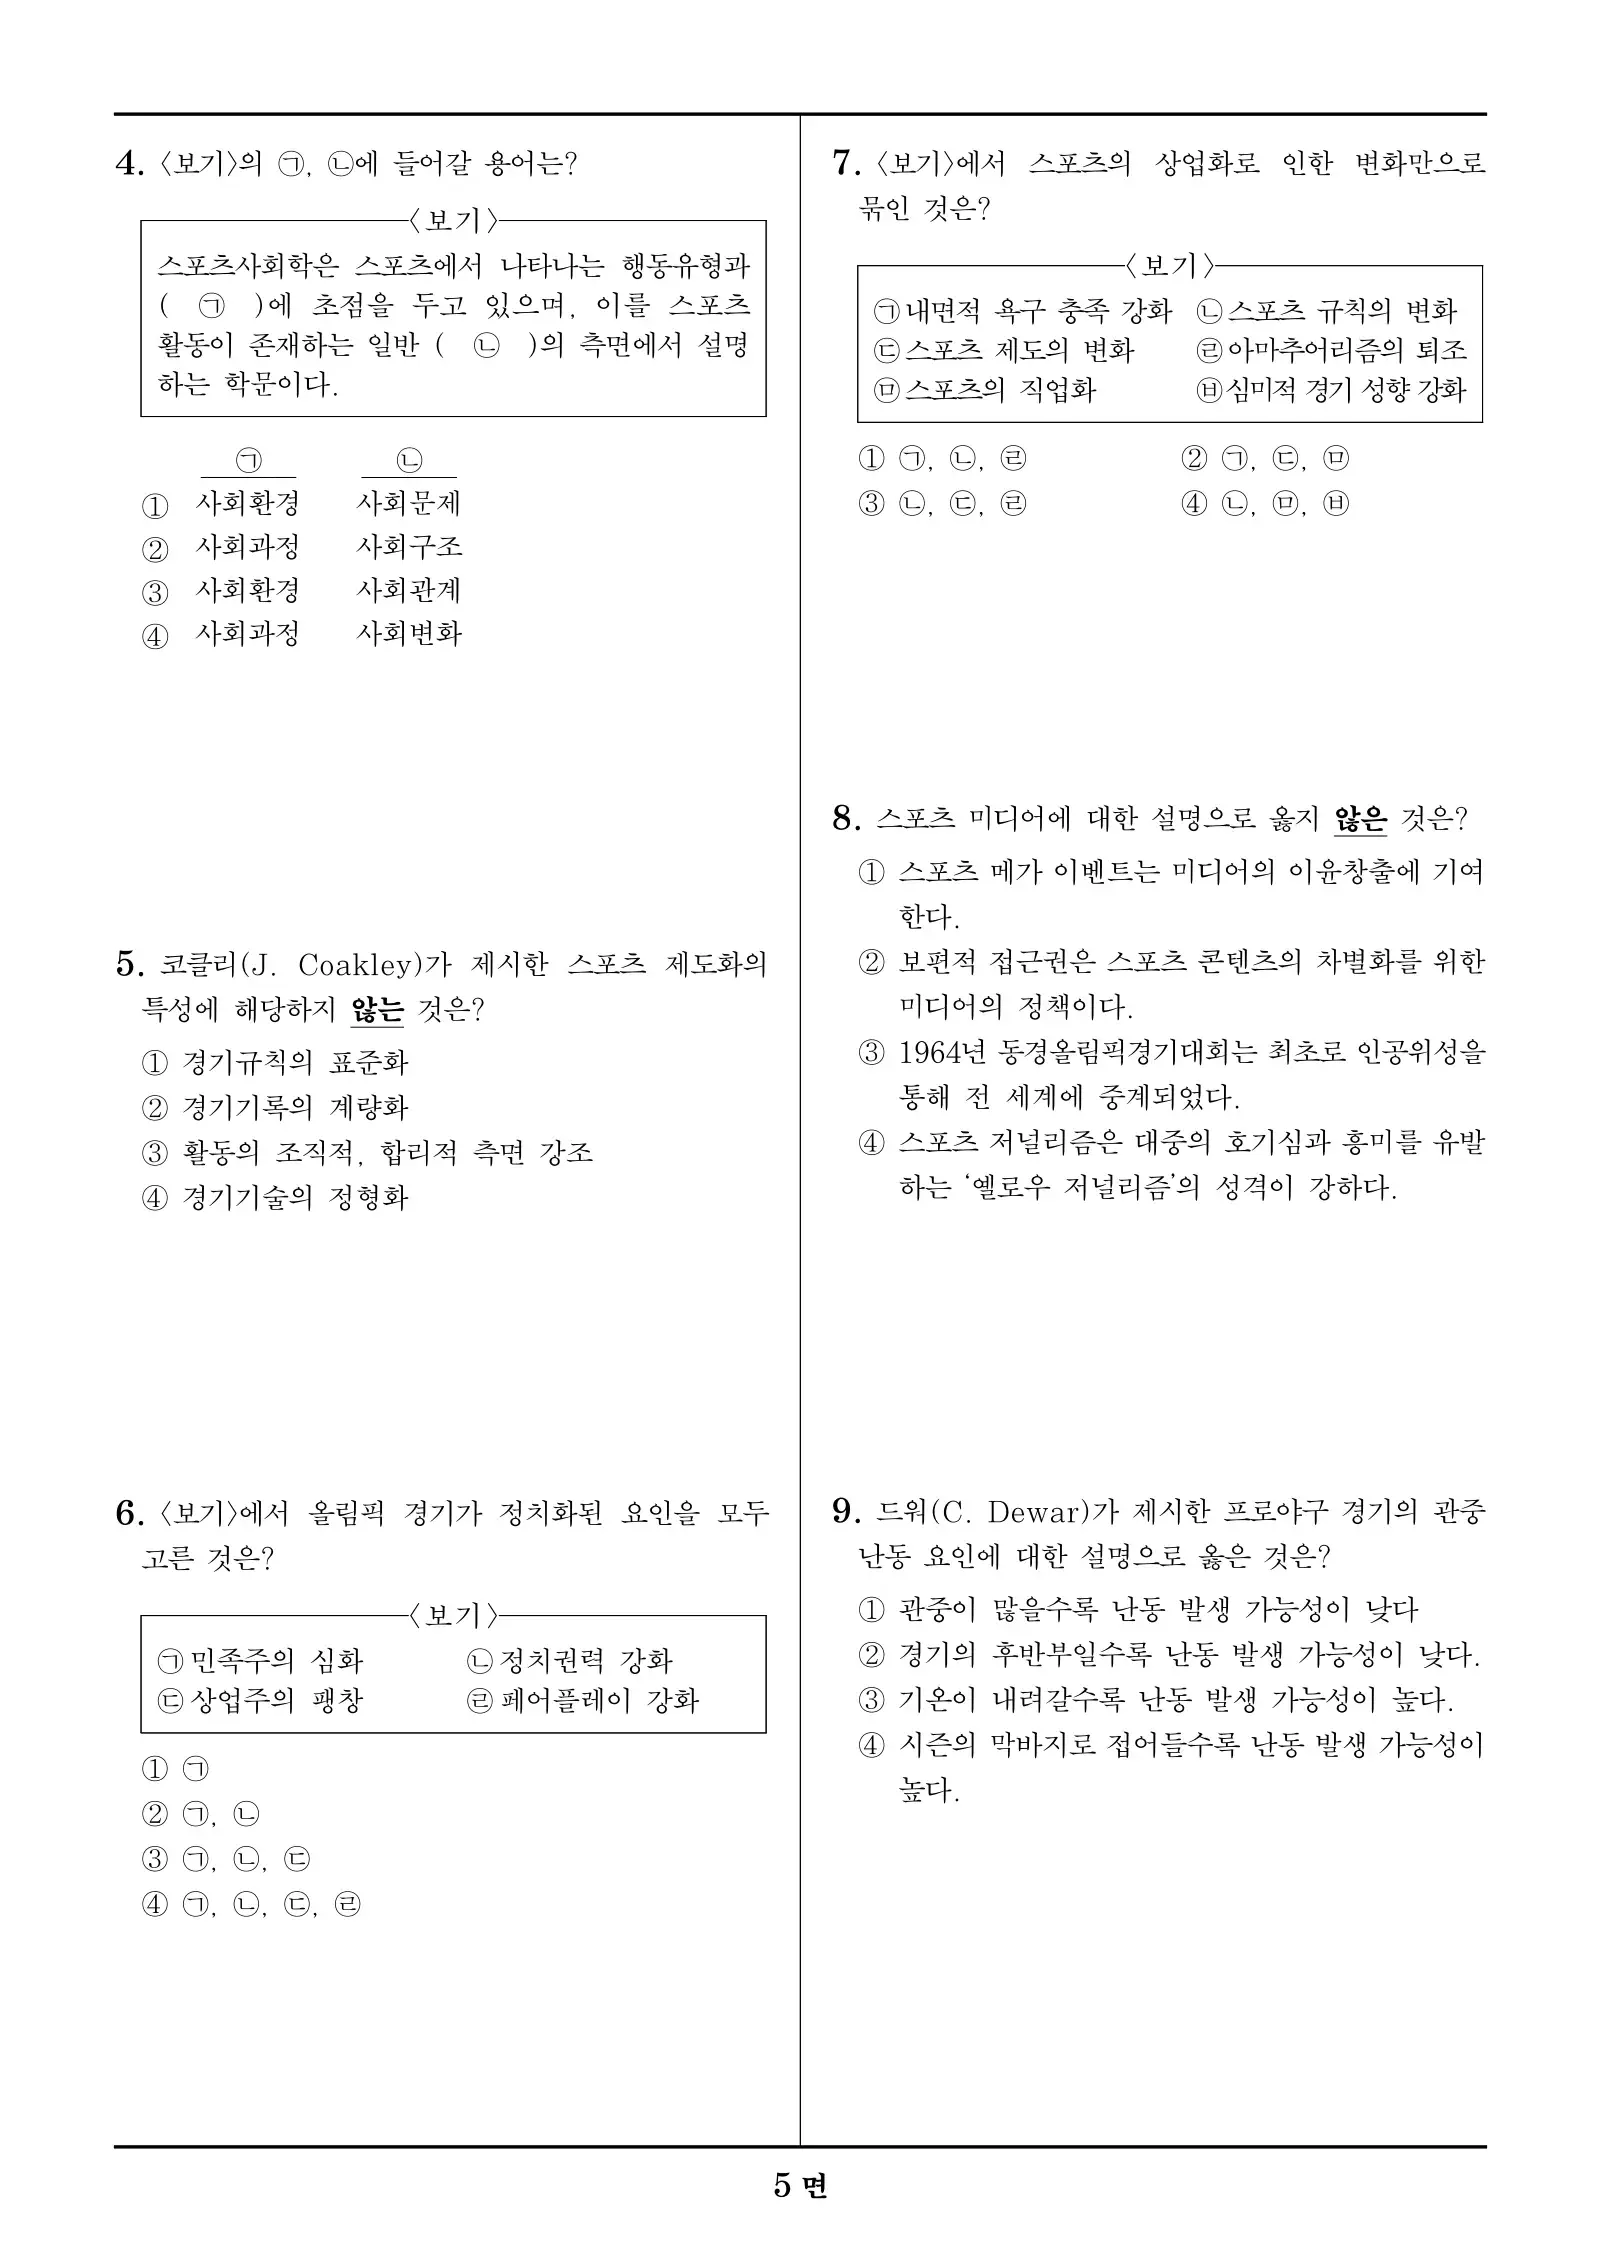 4. 〈보기〉의 ㉠, ㉡에 들어갈 용어는?
〈보기〉
스포츠사회학은 스포츠에서 나타나는 행동유형과
( ㉠ )에 초점을 두고 있으며, 이를 스포츠
활동이 존재하는 일반 ( ㉡ )의 측면에서 설명
하는 학문이다.
㉠ ㉡
① 사회환경 사회문제
② 사회과정 사회구조
③ 사회환경 사회관계
④ 사회과정 사회변화
5. 코클리(J. Coakley)가 제시한 스포츠 제도화의
특성에 해당하지 않는 것은?
① 경기규칙의 표준화
② 경기기록의 계량화
③ 활동의 조직적, 합리적 측면 강조
④ 경기기술의 정형화
6. 〈보기〉에서 올림픽 경기가 정치화된 요인을 모두
고른 것은?
〈보기〉
㉠ 민족주의 심화 ㉡ 정치권력 강화
㉢ 상업주의 팽창 ㉣ 페어플레이 강화
① ㉠
② ㉠, ㉡
③ ㉠, ㉡, ㉢
④ ㉠, ㉡, ㉢, ㉣
7. 〈보기〉에서 스포츠의 상업화로 인한 변화만으로
묶인 것은?
〈보기〉
㉠ 내면적 욕구 충족 강화 ㉡ 스포츠 규칙의 변화
㉢ 스포츠 제도의 변화 ㉣ 아마추어리즘의 퇴조
㉤ 스포츠의 직업화 ㉥ 심미적 경기 성향 강화
① ㉠, ㉡, ㉣ ② ㉠, ㉢, ㉤
③ ㉡, ㉢, ㉣ ④ ㉡, ㉤, ㉥
8. 스포츠 미디어에 대한 설명으로 옳지 않은 것은?
① 스포츠 메가 이벤트는 미디어의 이윤창출에 기여
한다.
② 보편적 접근권은 스포츠 콘텐츠의 차별화를 위한
미디어의 정책이다.
③ 1964년 동경올림픽경기대회는 최초로 인공위성을
통해 전 세계에 중계되었다.
④ 스포츠 저널리즘은 대중의 호기심과 흥미를 유발
하는 ‘옐로우 저널리즘’의 성격이 강하다.
9. 드워(C. Dewar)가 제시한 프로야구 경기의 관중
난동 요인에 대한 설명으로 옳은 것은?
① 관중이 많을수록 난동 발생 가능성이 낮다
② 경기의 후반부일수록 난동 발생 가능성이 낮다.
③ 기온이 내려갈수록 난동 발생 가능성이 높다.
④ 시즌의 막바지로 접어들수록 난동 발생 가능성이
높다.
5 면